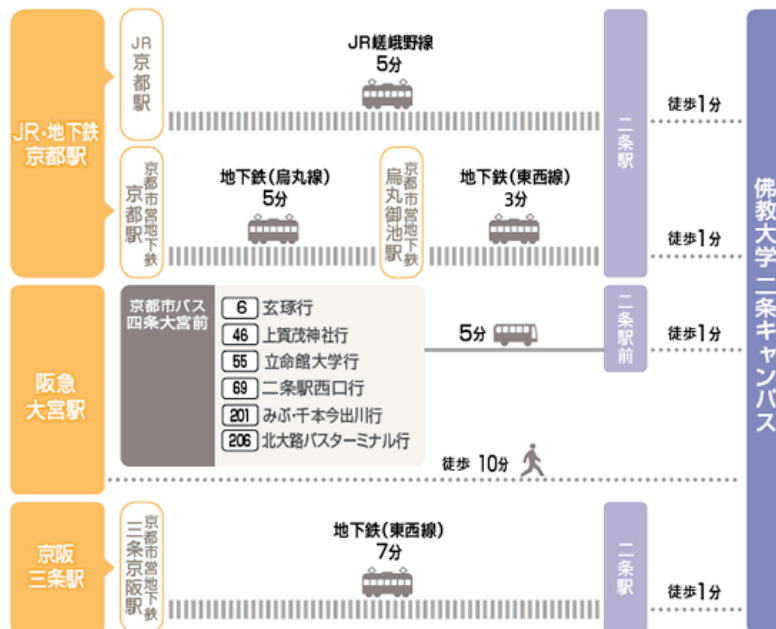 JR・地下鉄
京都駅
JR京都駅
JR嵯峨野線
5分
二条駅
徒歩1分
京都市営地下鉄
京都駅
地下鉄(烏丸線)
5分
京都市営地下鉄
烏丸御池駅
地下鉄(東西線)
3分
徒歩1分
阪急
大宮駅
京都市バス
四条大宮前
6 玄琢行
46 上賀茂神社行
55 立命館大学行
69 二条駅西口行
201 みぶ・千本今出川行
206 北大路バスターミナル行
5分
二条駅前
徒歩1分
徒歩 10分
京阪
三条駅
京都市営地下鉄
三条京阪駅
地下鉄(東西線)
7分
二条駅
徒歩1分
佛教大学 二条キャンパス